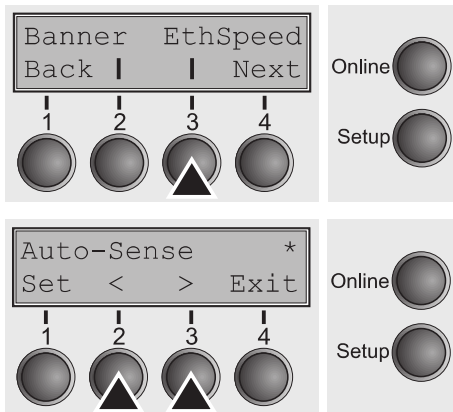 Banner EthSpeed
Back | | Next
1 2 3 4
Online
Setup
Auto-Sense *
Set < > Exit
1 2 3 4
Online
Setup